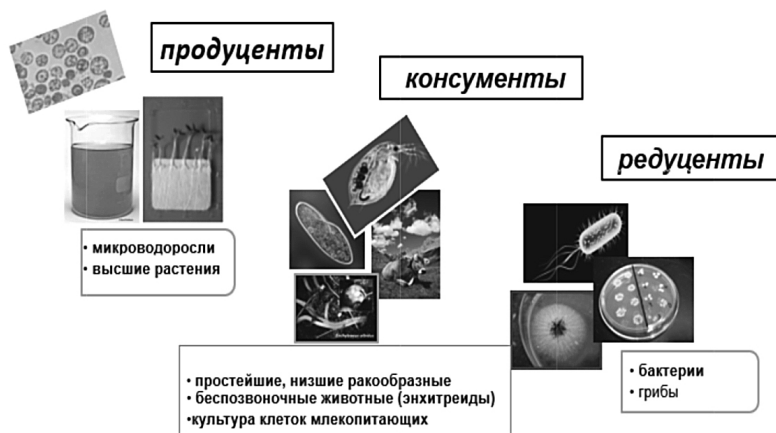 продуценты
консументы
редуценты
• микроводоросли
• высшие растения
• простейшие, низшие ракообразные
• беспозвоночные животные (энхитреиды)
•культура клеток млекопитающих
• бактерии
• грибы